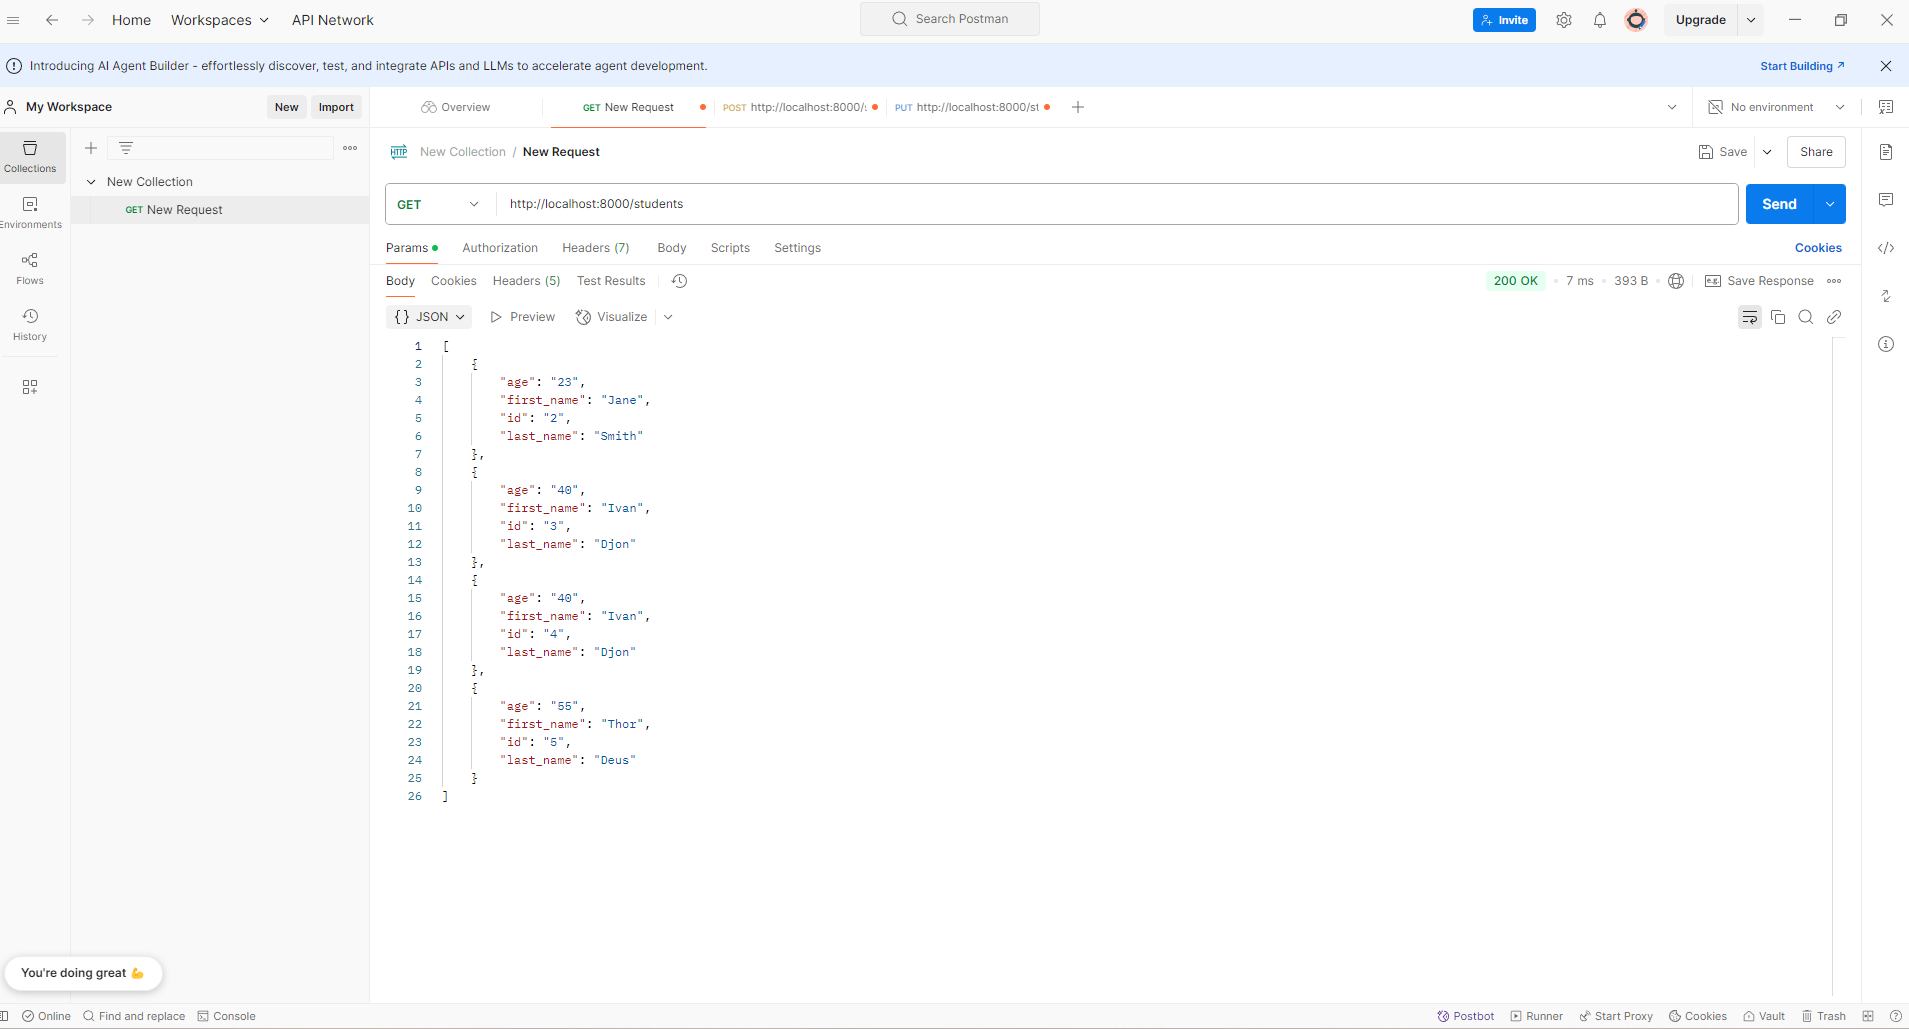 Home Workspaces API Network Search Postman Invite Upgrade
Introducing AI Agent Builder - effortlessly discover, test, and integrate APIs and LLMs to accelerate agent development. Start Building
My Workspace New Import Overview GET New Request POST http://localhost:8000/: PUT http://localhost:8000/st No environment
Collections
Environments
Flows
History
New Collection
GET New Request
HTTP New Collection / New Request Save Share
GET http://localhost:8000/students Send
Params Authorization Headers (7) Body Scripts Settings Cookies
Body Cookies Headers (5) Test Results 200 OK 7 ms 393 B e.g. Save Response
{} JSON Preview Visualize
1 [
2 {
3 "age": "23",
4 "first_name": "Jane",
5 "id": "2",
6 "last_name": "Smith"
7 },
8 {
9 "age": "40",
10 "first_name": "Ivan",
11 "id": "3",
12 "last_name": "Djon"
13 },
14 {
15 "age": "40",
16 "first_name": "Ivan",
17 "id": "4",
18 "last_name": "Djon"
19 },
20 {
21 "age": "55",
22 "first_name": "Thor",
23 "id": "5",
24 "last_name": "Deus"
25 }
26 ]
You're doing great 💪
Online Find and replace Console Postbot Runner Start Proxy Cookies Vault Trash